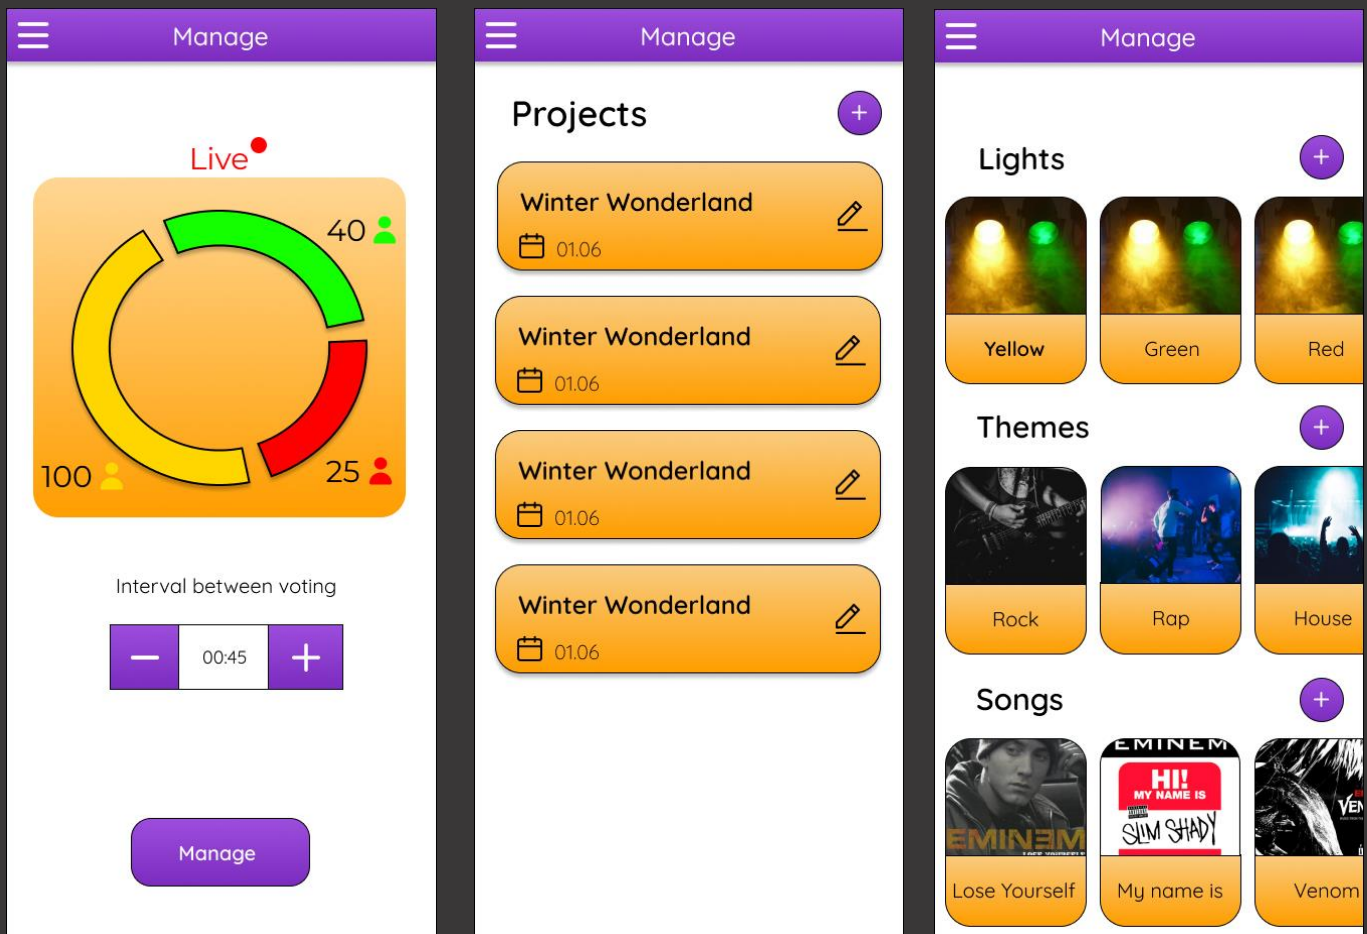 Manage
Live
40
100
25
Interval between voting
00:45
Manage
Manage
Projects
Winter Wonderland
01.06
Winter Wonderland
01.06
Winter Wonderland
01.06
Winter Wonderland
01.06
Manage
Lights
Yellow
Green
Red
Themes
Rock
Rap
House
Songs
EMINEM
EMINEM
HI!
MY NAME IS
SLIM SHADY
VEN
Lose Yourself
My name is
Venom